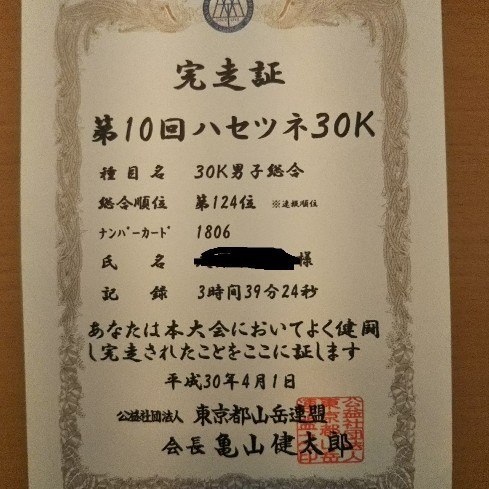 完走証
第10回ハセツネ30K
種目名 30K男子総合
総合順位 第124位 ※速報順位
ナンバーカード 1806
氏名 様
記録 3時間39分24秒
あなたは本大会においてよく健闘
し完走されたことをここに証します
平成30年4月1日
公益社団法人 東京都山岳連盟
会長 亀山健太郎